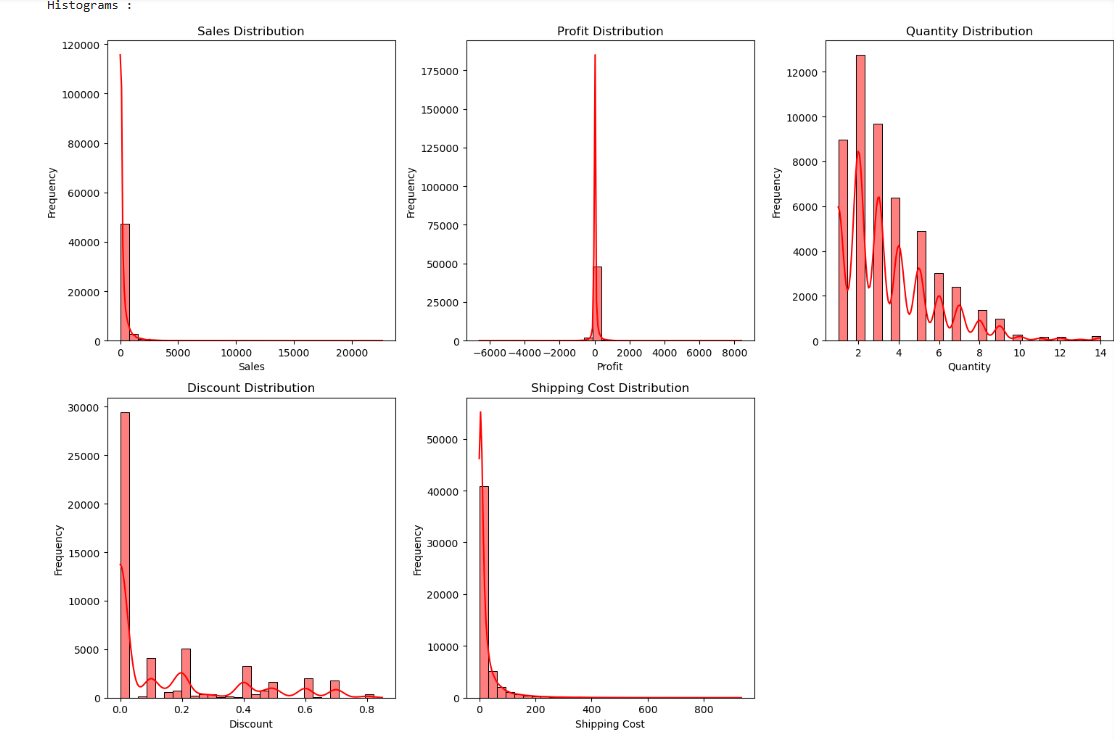 Histograms :
Sales Distribution
120000
100000
80000
60000
40000
20000
0
Frequency
0 5000 10000 15000 20000
Sales
Profit Distribution
175000
150000
125000
100000
75000
50000
25000
0
Frequency
−6000 −4000 −2000 0 2000 4000 6000 8000
Profit
Quantity Distribution
12000
10000
8000
6000
4000
2000
0
Frequency
2 4 6 8 10 12 14
Quantity
Discount Distribution
30000
25000
20000
15000
10000
5000
0
Frequency
0.0 0.2 0.4 0.6 0.8
Discount
Shipping Cost Distribution
50000
40000
30000
20000
10000
0
Frequency
0 200 400 600 800
Shipping Cost